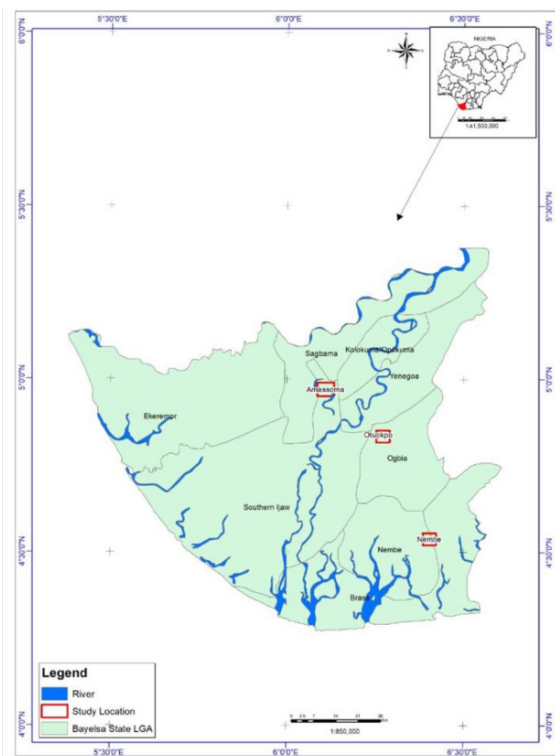 5°30'0"E
6°0'0"E
6°30'0"E
6°0'0"N
6°0'0"N
NIGERIA
1:41,500,000
5°30'0"N
5°30'0"N
Sagbama
Kolokuma/Opokuma
Yenegoa
5°0'0"N
5°0'0"N
Amassoma
Ekeremor
Otuokpo
Ogbia
Southern Ijaw
Nembe
Nembe
4°30'0"N
4°30'0"N
Brass
Legend
River
Study Location
Bayelsa State LGA
1:850,000
4°0'0"N
4°0'0"N
5°30'0"E
6°0'0"E
6°30'0"E